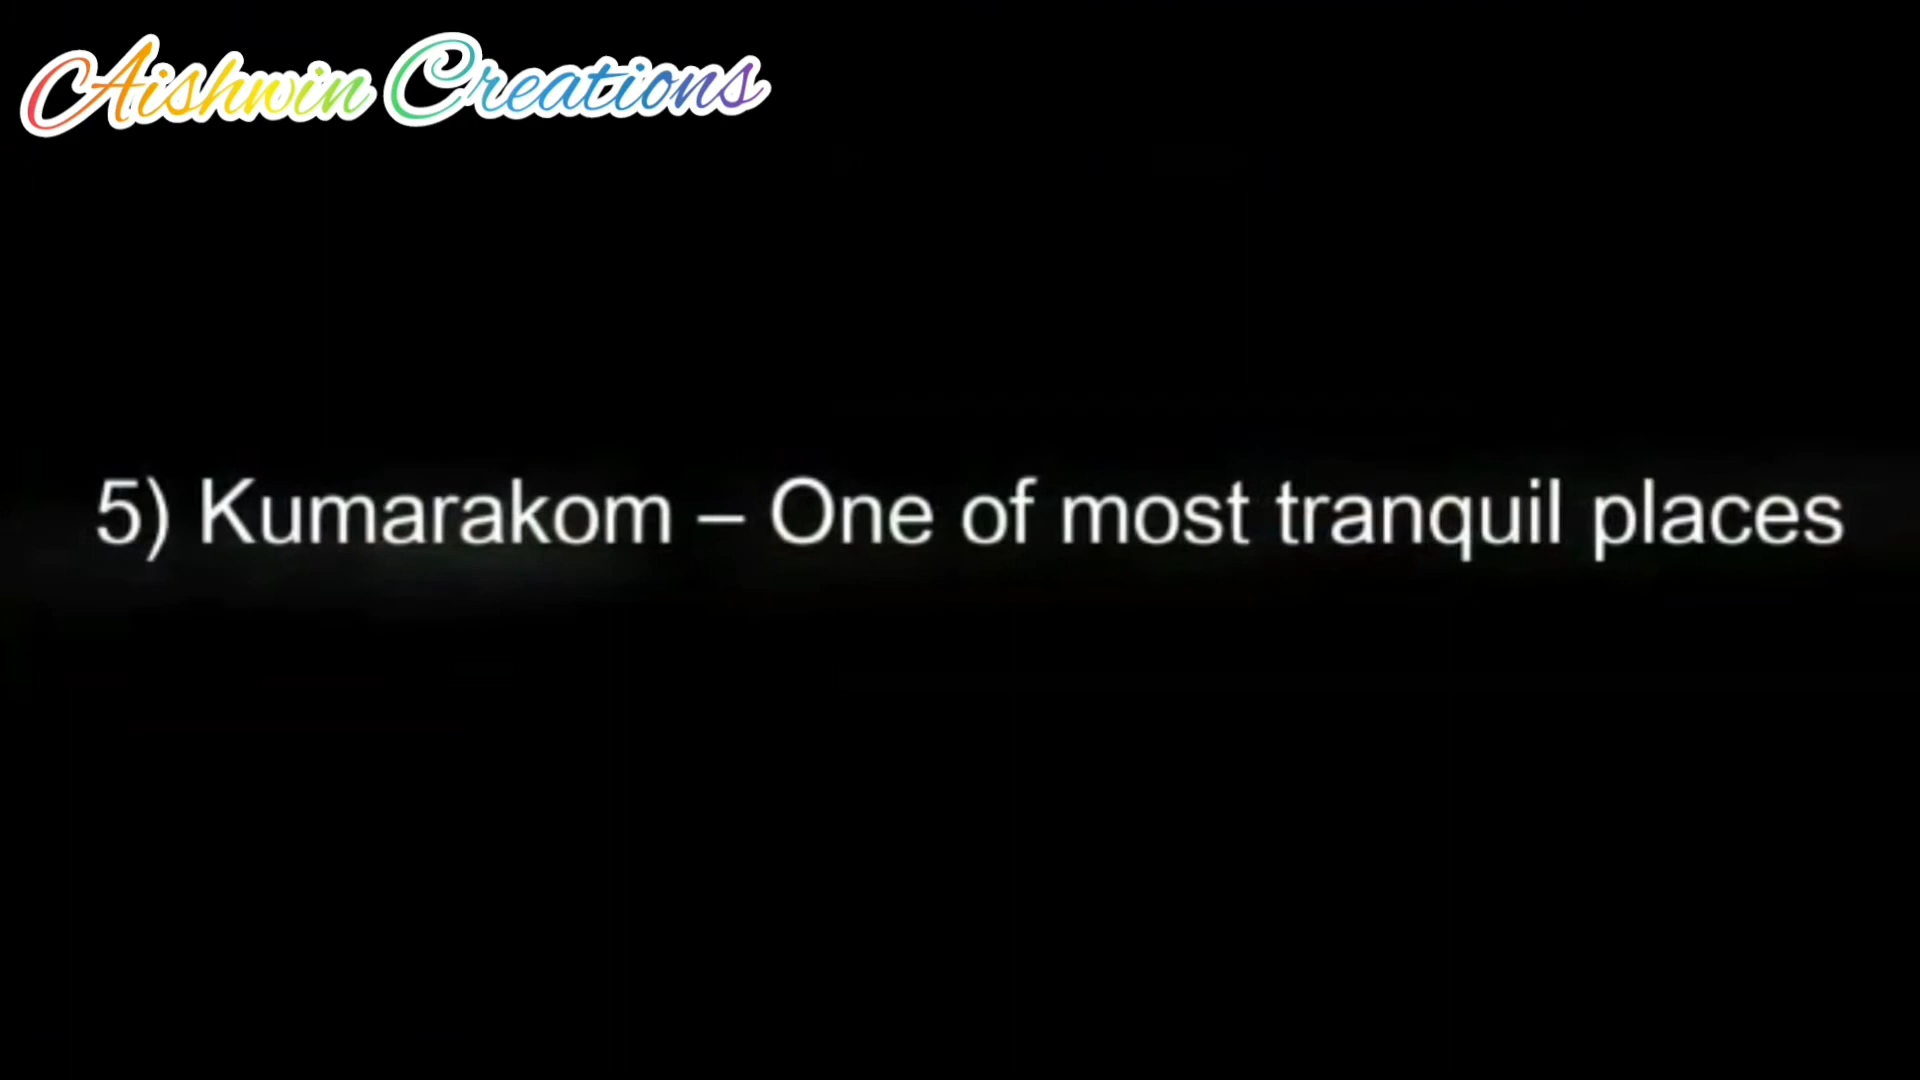 Aishwin Creations
5) Kumarakom – One of most tranquil places